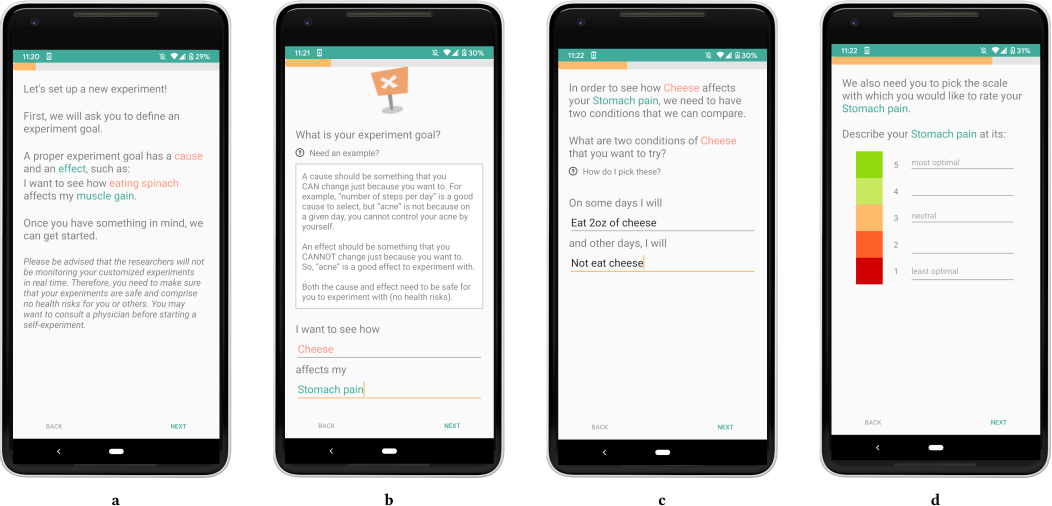 11:20 29%
Let's set up a new experiment!
First, we will ask you to define an
experiment goal.
A proper experiment goal has a cause
and an effect, such as:
I want to see how eating spinach
affects my muscle gain.
Once you have something in mind, we
can get started.
Please be advised that the researchers will not
be monitoring your customized experiments
in real time. Therefore, you need to make sure
that your experiments are safe and comprise
no health risks for you or others. You may
want to consult a physician before starting a
self-experiment.
BACK NEXT
a
11:21 30%
What is your experiment goal?
? Need an example?
A cause should be something that you
CAN change just because you want to. For
example, “number of steps per day” is a good
cause to select, but “acne” is not because on
a given day, you cannot control your acne by
yourself.
An effect should be something that you
CANNOT change just because you want to.
So, “acne” is a good effect to experiment with.
Both the cause and effect need to be safe for
you to experiment with (no health risks).
I want to see how
Cheese
affects my
Stomach pain
BACK NEXT
b
11:22 30%
In order to see how Cheese affects
your Stomach pain, we need to have
two conditions that we can compare.
What are two conditions of Cheese
that you want to try?
? How do I pick these?
On some days I will
Eat 2oz of cheese
and other days, I will
Not eat cheese
BACK NEXT
c
11:22 31%
We also need you to pick the scale
with which you would like to rate your
Stomach pain.
Describe your Stomach pain at its:
5 most optimal
4
3 neutral
2
1 least optimal
BACK NEXT
d